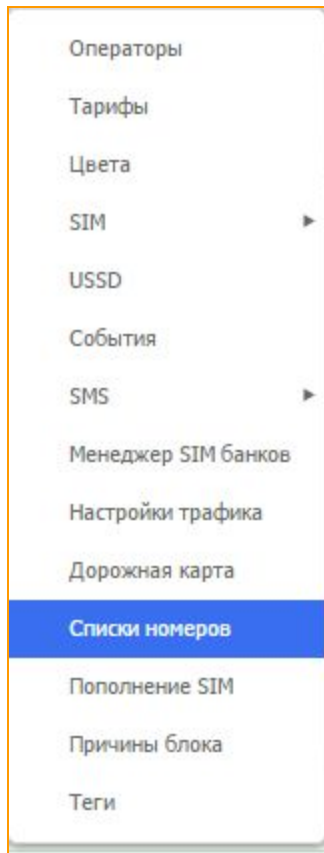 Операторы
Тарифы
Цвета
SIM
USSD
События
SMS
Менеджер SIM банков
Настройки трафика
Дорожная карта
Списки номеров
Пополнение SIM
Причины блока
Теги